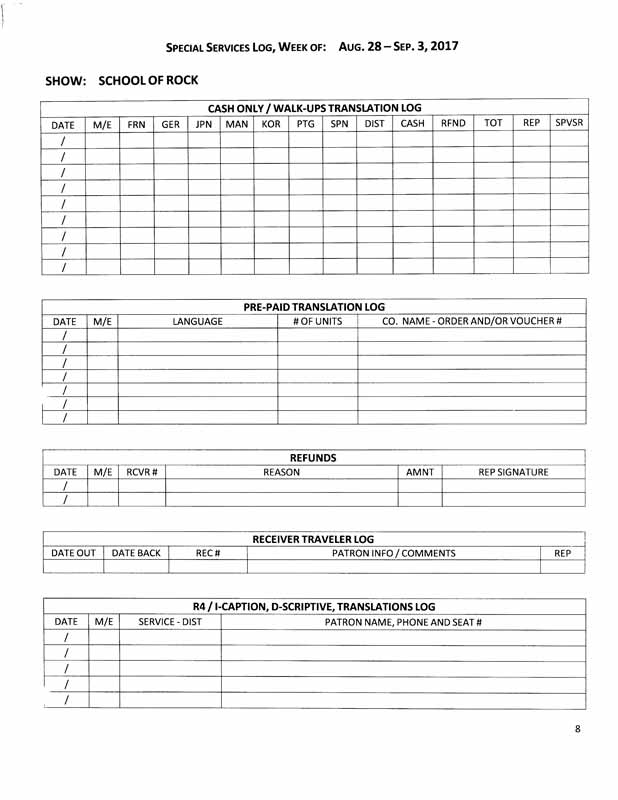 SPECIAL SERVICES LOG, WEEK OF: AUG. 28 – SEP. 3, 2017
SHOW: SCHOOL OF ROCK
CASH ONLY / WALK-UPS TRANSLATION LOG
DATE M/E FRN GER JPN MAN KOR PTG SPN DIST CASH RFND TOT REP SPVSR
/
/
/
/
/
/
/
/
/
PRE-PAID TRANSLATION LOG
DATE M/E LANGUAGE # OF UNITS CO. NAME - ORDER AND/OR VOUCHER #
/
/
/
/
/
/
/
REFUNDS
DATE M/E RCVR # REASON AMNT REP SIGNATURE
/
/
RECEIVER TRAVELER LOG
DATE OUT DATE BACK REC # PATRON INFO / COMMENTS REP
R4 / I-CAPTION, D-SCRIPTIVE, TRANSLATIONS LOG
DATE M/E SERVICE - DIST PATRON NAME, PHONE AND SEAT #
/
/
/
/
/
8